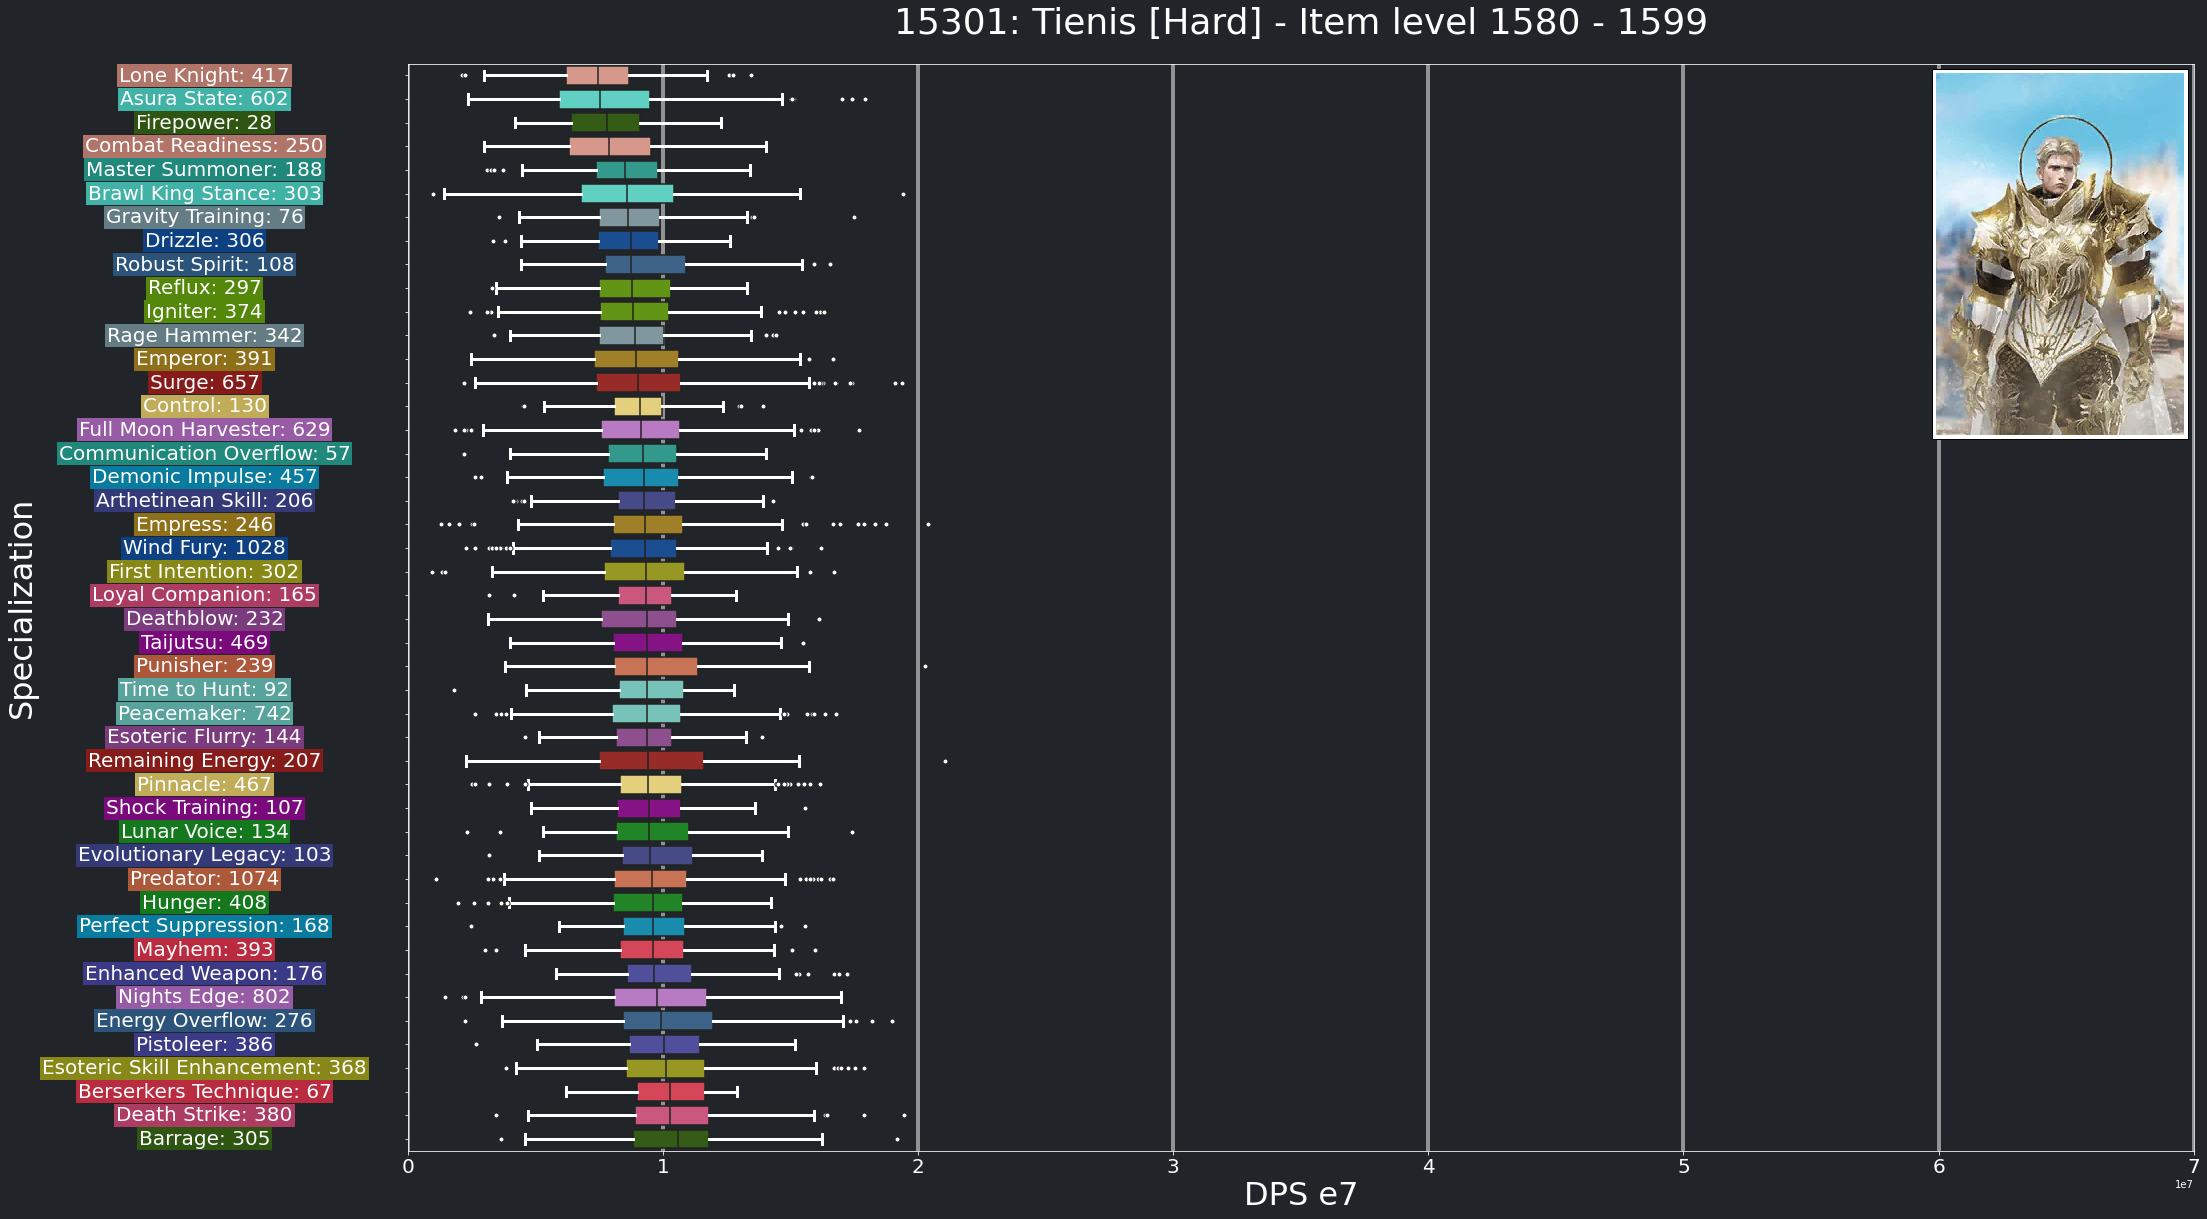 15301: Tienis [Hard] - Item level 1580 - 1599
Lone Knight: 417
Asura State: 602
Firepower: 28
Combat Readiness: 250
Master Summoner: 188
Brawl King Stance: 303
Gravity Training: 76
Drizzle: 306
Robust Spirit: 108
Reflux: 297
Igniter: 374
Rage Hammer: 342
Emperor: 391
Surge: 657
Control: 130
Full Moon Harvester: 629
Communication Overflow: 57
Demonic Impulse: 457
Arthetinean Skill: 206
Empress: 246
Wind Fury: 1028
First Intention: 302
Loyal Companion: 165
Deathblow: 232
Taijutsu: 469
Punisher: 239
Time to Hunt: 92
Peacemaker: 742
Esoteric Flurry: 144
Remaining Energy: 207
Pinnacle: 467
Shock Training: 107
Lunar Voice: 134
Evolutionary Legacy: 103
Predator: 1074
Hunger: 408
Perfect Suppression: 168
Mayhem: 393
Enhanced Weapon: 176
Nights Edge: 802
Energy Overflow: 276
Pistoleer: 386
Esoteric Skill Enhancement: 368
Berserkers Technique: 67
Death Strike: 380
Barrage: 305
Specialization
0 1 2 3 4 5 6 7
1e7
DPS e7